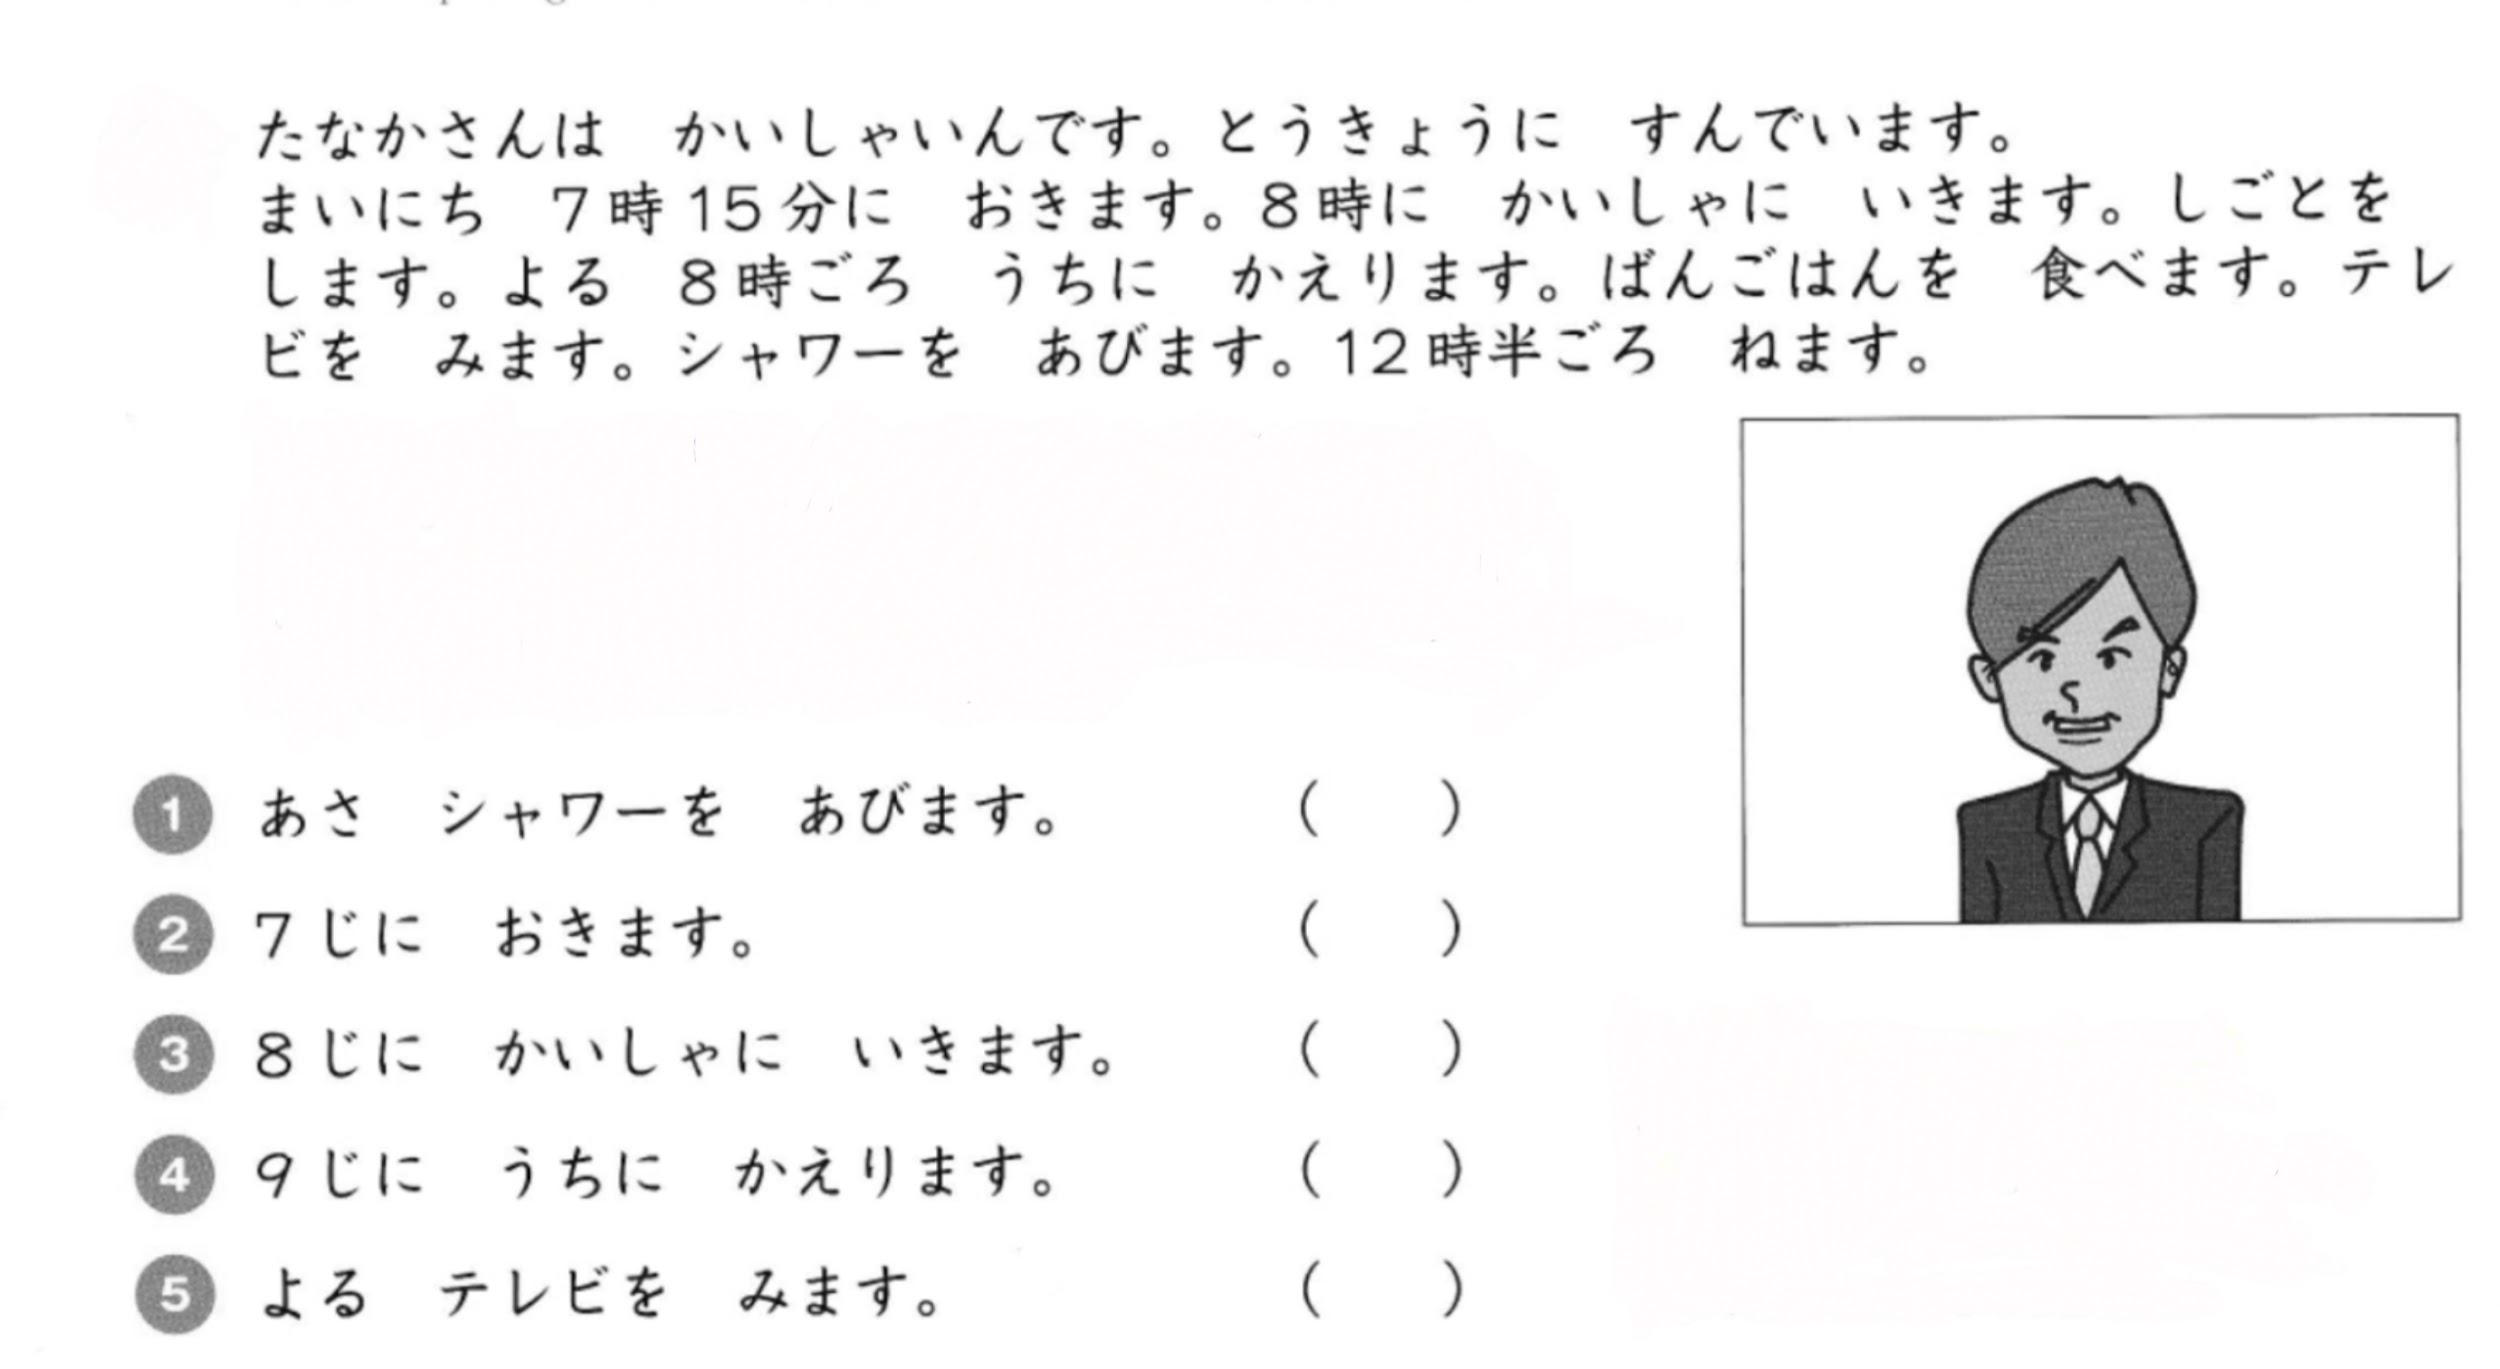 たなかさんは　かいしゃいんです。とうきょうに　すんでいます。
まいにち　7時15分に　おきます。8時に　かいしゃに　いきます。しごとを
します。よる　8時ごろ　うちに　かえります。ばんごはんを　食べます。テレ
ビを　みます。シャワーを　あびます。12時半ごろ　ねます。
1 あさ　シャワーを　あびます。　(　　)
2 7じに　おきます。　(　　)
3 8じに　かいしゃに　いきます。　(　　)
4 9じに　うちに　かえります。　(　　)
5 よる　テレビを　みます。　(　　)